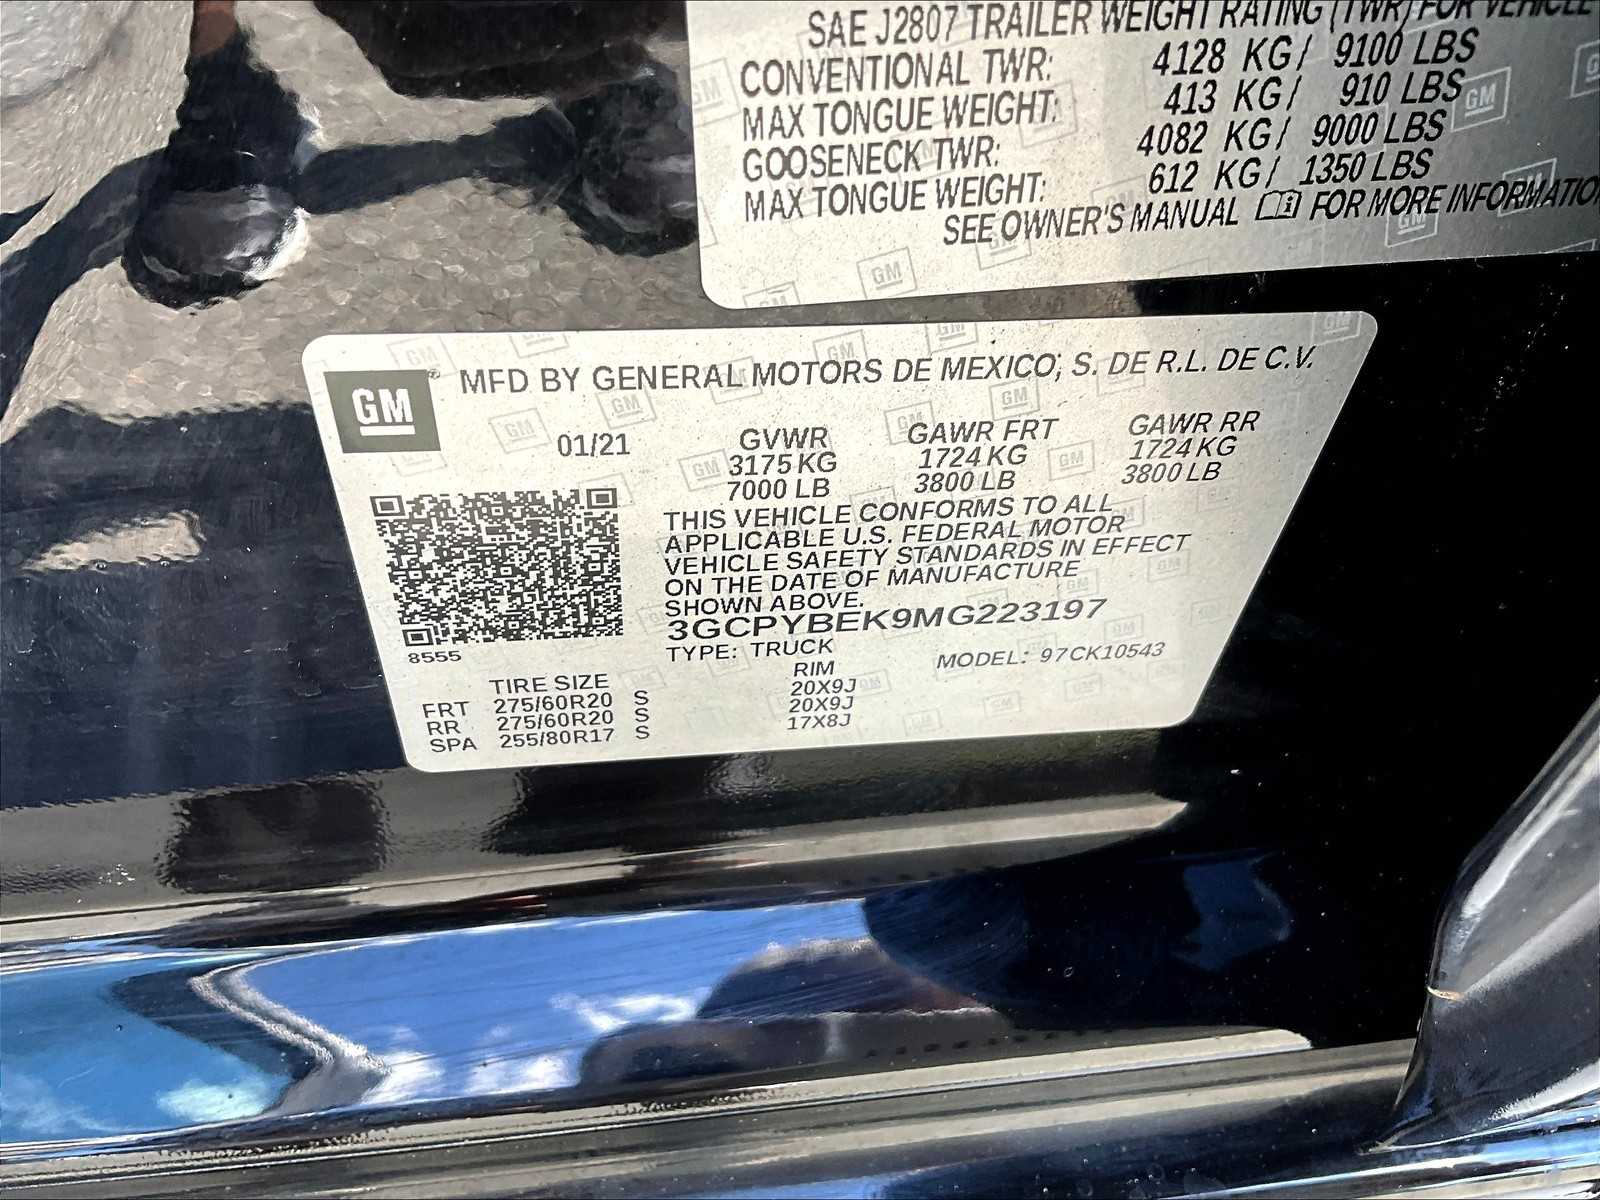 SAE J2807 TRAILER WEIGHT RATING (TWR) FOR VEHICLE
CONVENTIONAL TWR: 4128 KG/ 9100 LBS
MAX TONGUE WEIGHT: 413 KG/ 910 LBS
GOOSENECK TWR: 4082 KG/ 9000 LBS
MAX TONGUE WEIGHT: 612 KG/ 1350 LBS
SEE OWNER'S MANUAL FOR MORE INFORMATION
GM® MFD BY GENERAL MOTORS DE MEXICO, S. DE R.L. DE C.V.
01/21 GVWR GAWR FRT GAWR RR
3175 KG 1724 KG 1724 KG
7000 LB 3800 LB 3800 LB
THIS VEHICLE CONFORMS TO ALL
APPLICABLE U.S. FEDERAL MOTOR
VEHICLE SAFETY STANDARDS IN EFFECT
ON THE DATE OF MANUFACTURE
SHOWN ABOVE.
3GCPYBEK9MG223197
8555
TYPE: TRUCK MODEL: 97CK10543
TIRE SIZE RIM
FRT 275/60R20 S 20X9J
RR 275/60R20 S 20X9J
SPA 255/80R17 S 17X8J